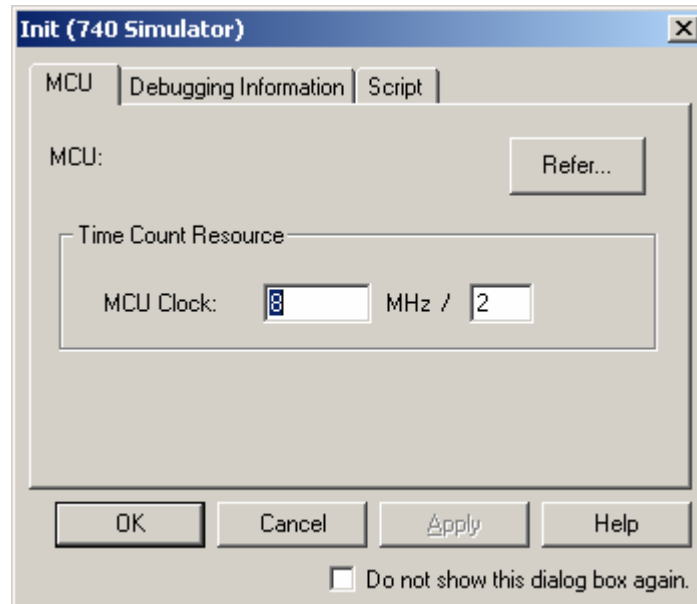 Init (740 Simulator)
MCU Debugging Information Script
MCU: Refer...
Time Count Resource
MCU Clock: 8 MHz / 2
OK Cancel Apply Help
Do not show this dialog box again.